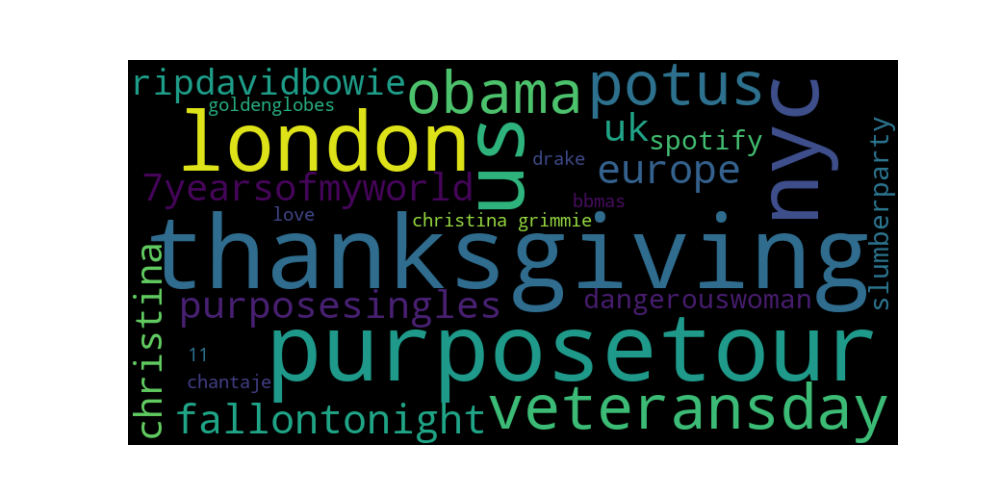 ripdavidbowie
obama
potus
nyc
goldenglobes
london
us
uk
spotify
slumberparty
drake
europe
7yearsofmyworld
bbmas
love
christina grimmie
thanksgiving
christina
purposesingles
dangerouswoman
purposetour
11
chantaje
fallontonight
veteransday